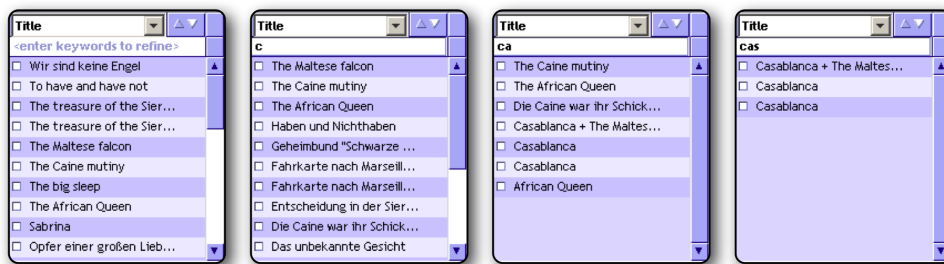 Title
<enter keywords to refine>
Wir sind keine Engel
To have and have not
The treasure of the Sier...
The treasure of the Sier...
The Maltese falcon
The Caine mutiny
The big sleep
The African Queen
Sabrina
Opfer einer großen Lieb...
Title
c
The Maltese falcon
The Caine mutiny
The African Queen
Haben und Nichthaben
Geheimbund "Schwarze ...
Fahrkarte nach Marseill...
Fahrkarte nach Marseill...
Entscheidung in der Sier...
Die Caine war ihr Schick...
Das unbekannte Gesicht
Title
ca
The Caine mutiny
The African Queen
Die Caine war ihr Schick...
Casablanca + The Maltes...
Casablanca
Casablanca
African Queen
Title
cas
Casablanca + The Maltes...
Casablanca
Casablanca